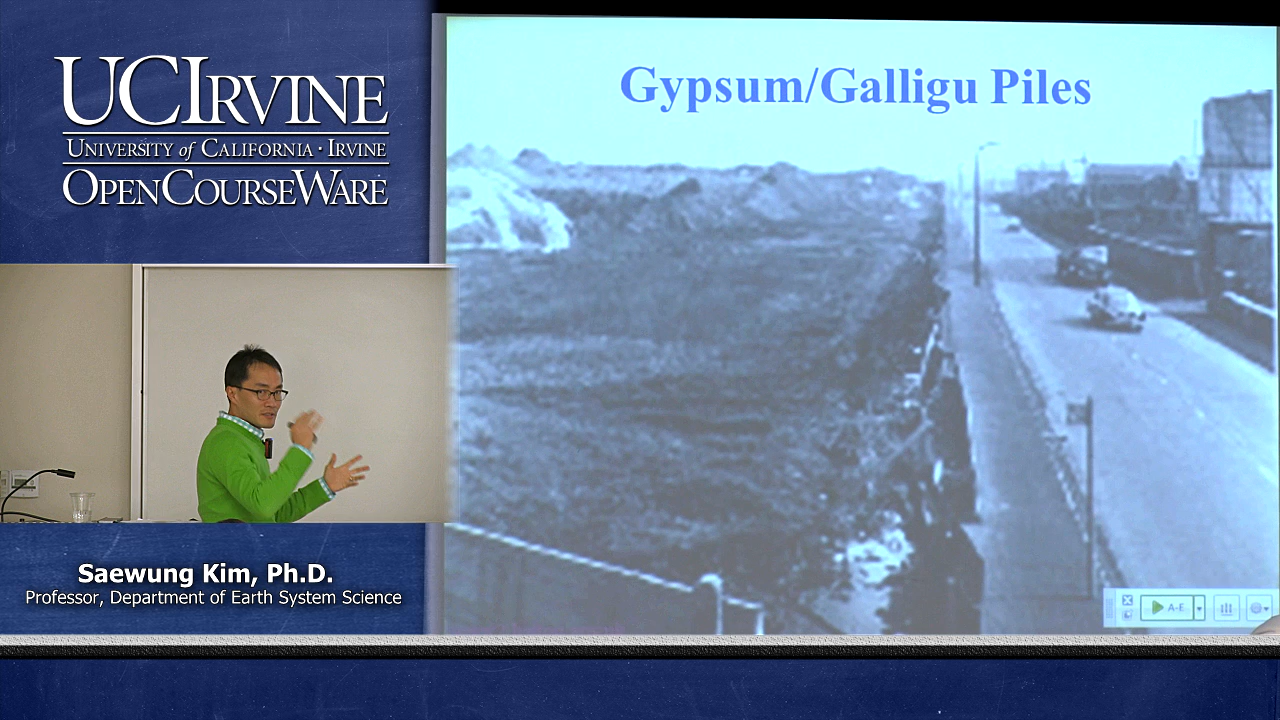 UCIRVINE
UNIVERSITY of CALIFORNIA · IRVINE
OPENCOURSEWARE
Gypsum/Galligu Piles
Saewung Kim, Ph.D.
Professor, Department of Earth System Science
A-E